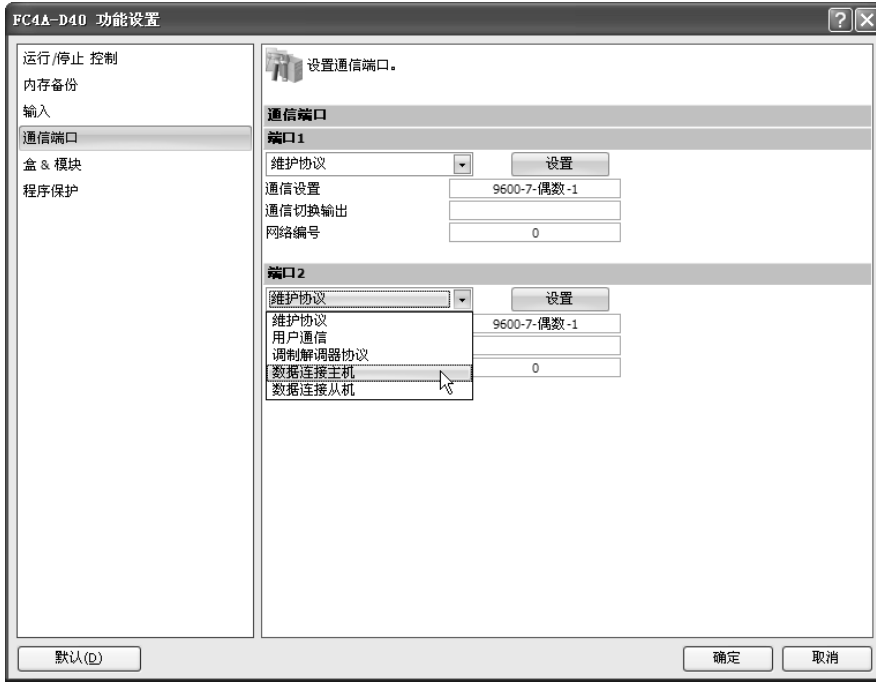 FC4A-D40 功能设置
运行/停止 控制
内存备份
输入
通信端口
盒 & 模块
程序保护
设置通信端口。
通信端口
端口1
维护协议 设置
通信设置 9600-7-偶数-1
通信切换输出
网络编号 0
端口2
维护协议 设置
维护协议 9600-7-偶数-1
用户通信
调制解调器协议
数据连接主机 0
数据连接从机
默认(D) 确定 取消